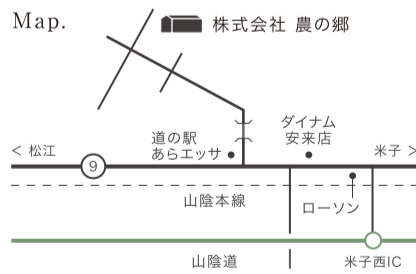 Map.
株式会社 農の郷
ダイナム
安来店
道の駅
あらエッサ
< 松江
米子 >
9
山陰本線
ローソン
山陰道
米子西IC